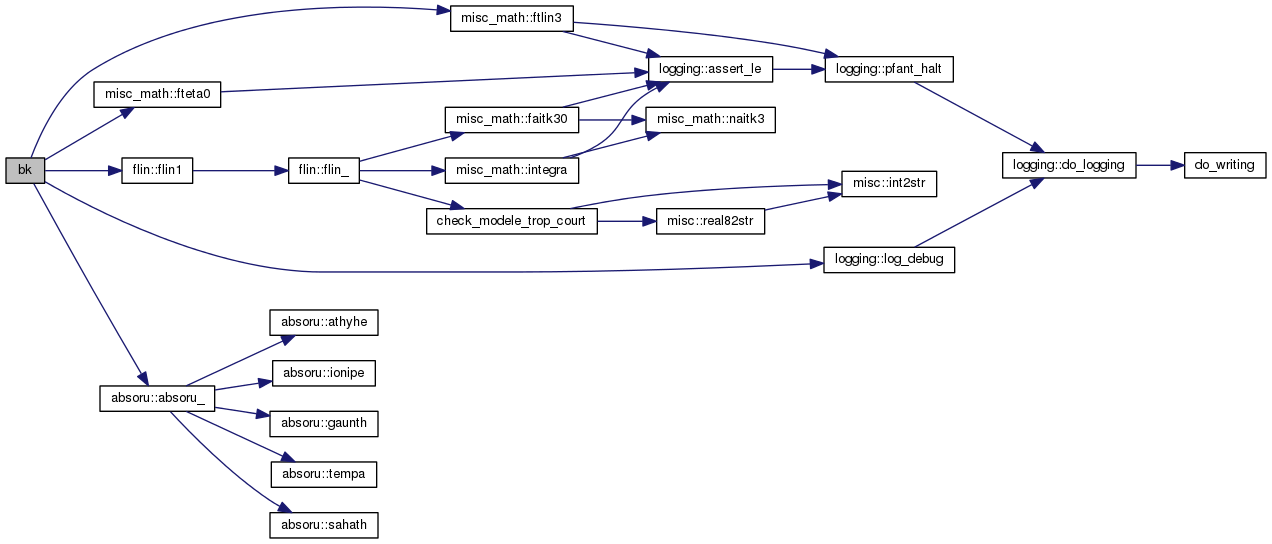 misc_math::ftlin3
logging::assert_le
logging::pfant_halt
misc_math::fteta0
misc_math::faitk30
misc_math::naitk3
bk
flin::flin1
flin::flin_
misc_math::integra
logging::do_logging
do_writing
misc::int2str
check_modele_trop_court
misc::real82str
logging::log_debug
absoru::athyhe
absoru::ionipe
absoru::absoru_
absoru::gaunth
absoru::tempa
absoru::sahath